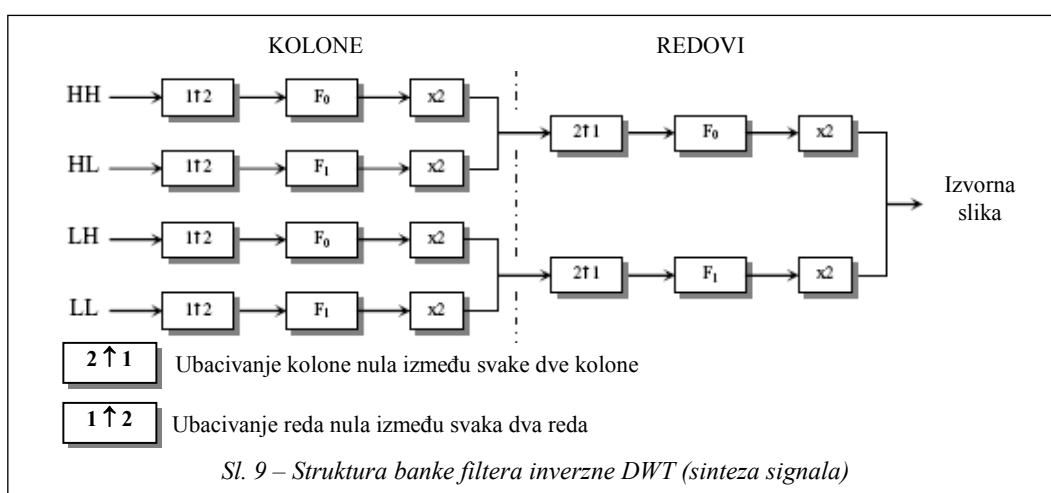 KOLONE
REDOVI
HH
1↑2
F₀
x2
HL
1↑2
F₁
x2
2↑1
F₀
x2
LH
1↑2
F₀
x2
LL
1↑2
F₁
x2
2↑1
F₁
x2
Izvorna
slika
2 ↑ 1 Ubacivanje kolone nula između svake dve kolone
1 ↑ 2 Ubacivanje reda nula između svaka dva reda
Sl. 9 – Struktura banke filtera inverzne DWT (sinteza signala)